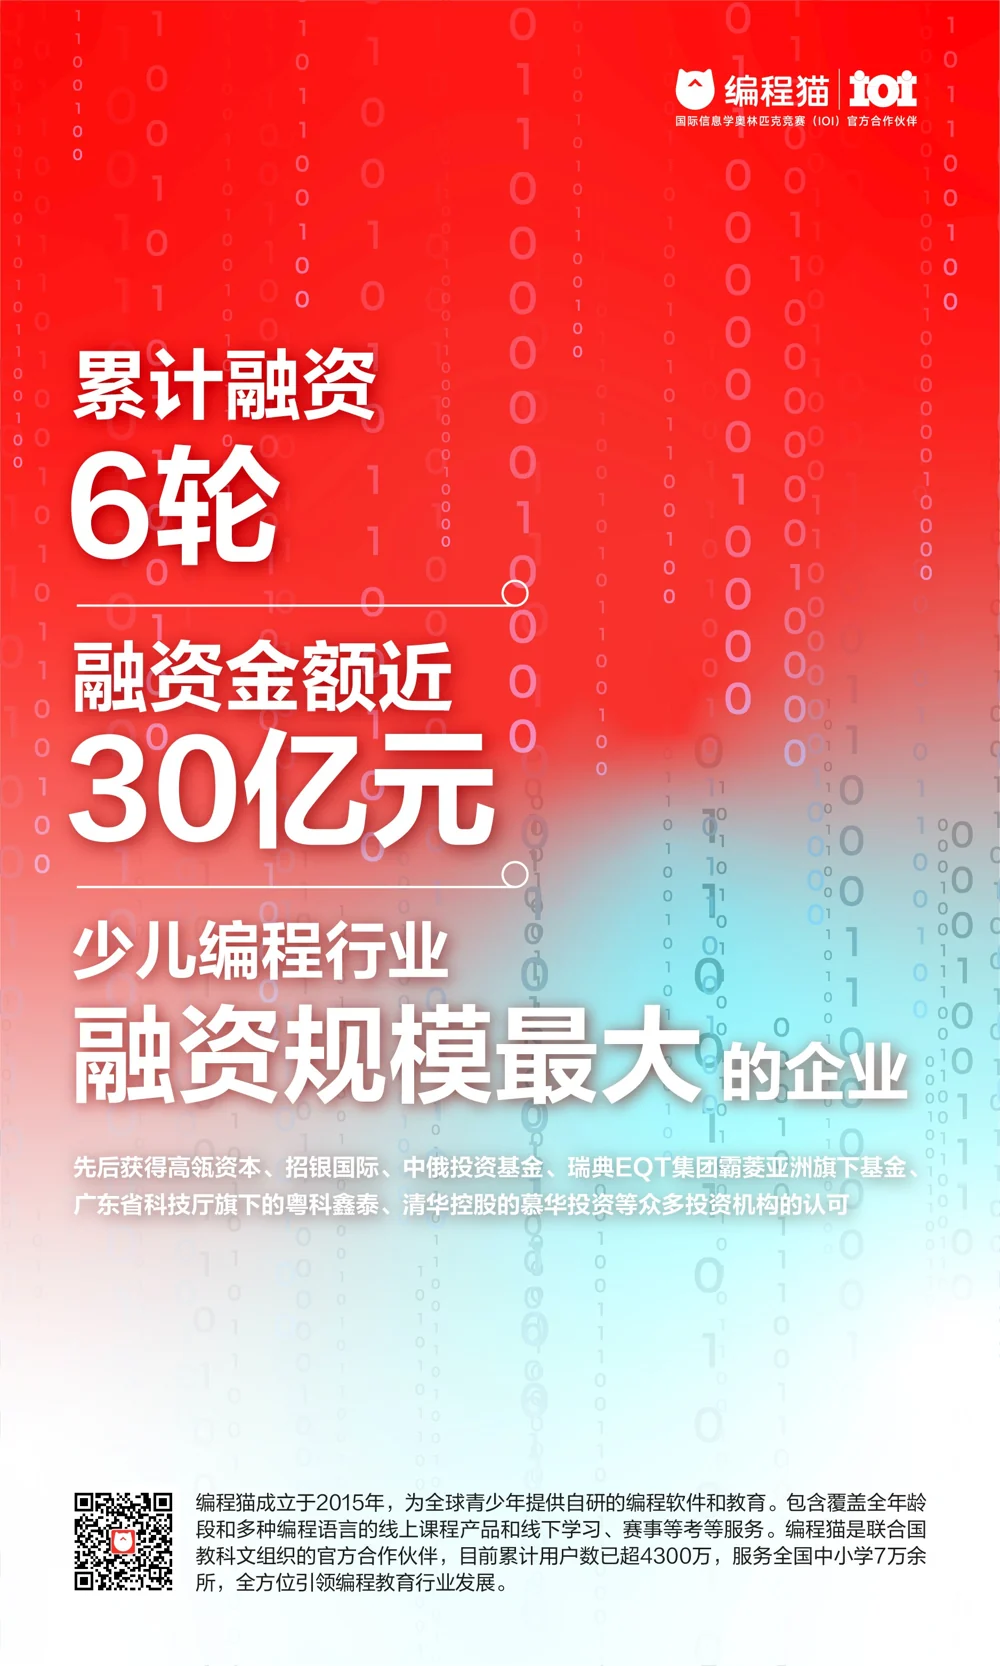 编程猫 IOI
国际信息学奥林匹克竞赛（IOI）官方合作伙伴
累计融资
6轮
融资金额近
30亿元
少儿编程行业
融资规模最大的企业
先后获得高瓴资本、招银国际、中俄投资基金、瑞典EQT集团霸菱亚洲旗下基金、
广东省科技厅旗下的粤科鑫泰、清华控股的慕华投资等众多投资机构的认可
编程猫成立于2015年，为全球青少年提供自研的编程软件和教育。包含覆盖全年龄
段和多种编程语言的线上课程产品和线下学习、赛事等考等服务。编程猫是联合国
教科文组织的官方合作伙伴，目前累计用户数已超4300万，服务全国中小学7万余
所，全方位引领编程教育行业发展。